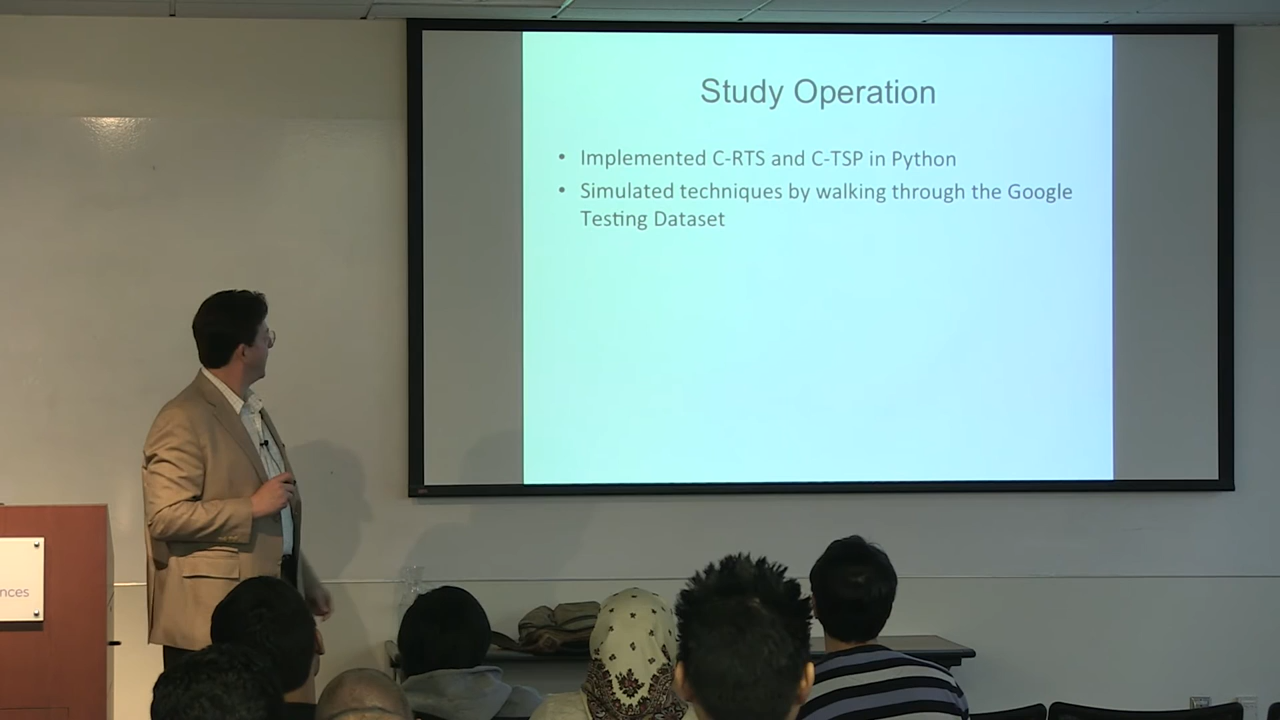 Study Operation
• Implemented C-RTS and C-TSP in Python
• Simulated techniques by walking through the Google
Testing Dataset
nces